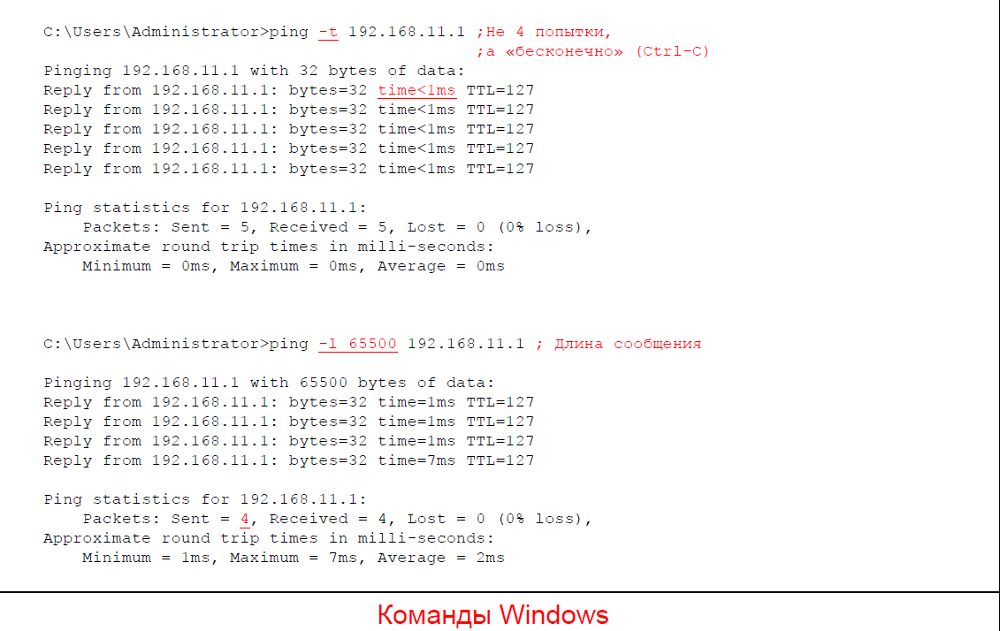 C:\Users\Administrator>ping -t 192.168.11.1 ;Не 4 попытки,
;а «бесконечно» (Ctrl-C)
Pinging 192.168.11.1 with 32 bytes of data:
Reply from 192.168.11.1: bytes=32 time<1ms TTL=127
Reply from 192.168.11.1: bytes=32 time<1ms TTL=127
Reply from 192.168.11.1: bytes=32 time<1ms TTL=127
Reply from 192.168.11.1: bytes=32 time<1ms TTL=127
Reply from 192.168.11.1: bytes=32 time<1ms TTL=127
Ping statistics for 192.168.11.1:
Packets: Sent = 5, Received = 5, Lost = 0 (0% loss),
Approximate round trip times in milli-seconds:
Minimum = 0ms, Maximum = 0ms, Average = 0ms
C:\Users\Administrator>ping -l 65500 192.168.11.1 ; Длина сообщения
Pinging 192.168.11.1 with 65500 bytes of data:
Reply from 192.168.11.1: bytes=32 time=1ms TTL=127
Reply from 192.168.11.1: bytes=32 time=1ms TTL=127
Reply from 192.168.11.1: bytes=32 time=1ms TTL=127
Reply from 192.168.11.1: bytes=32 time=7ms TTL=127
Ping statistics for 192.168.11.1:
Packets: Sent = 4, Received = 4, Lost = 0 (0% loss),
Approximate round trip times in milli-seconds:
Minimum = 1ms, Maximum = 7ms, Average = 2ms
Команды Windows